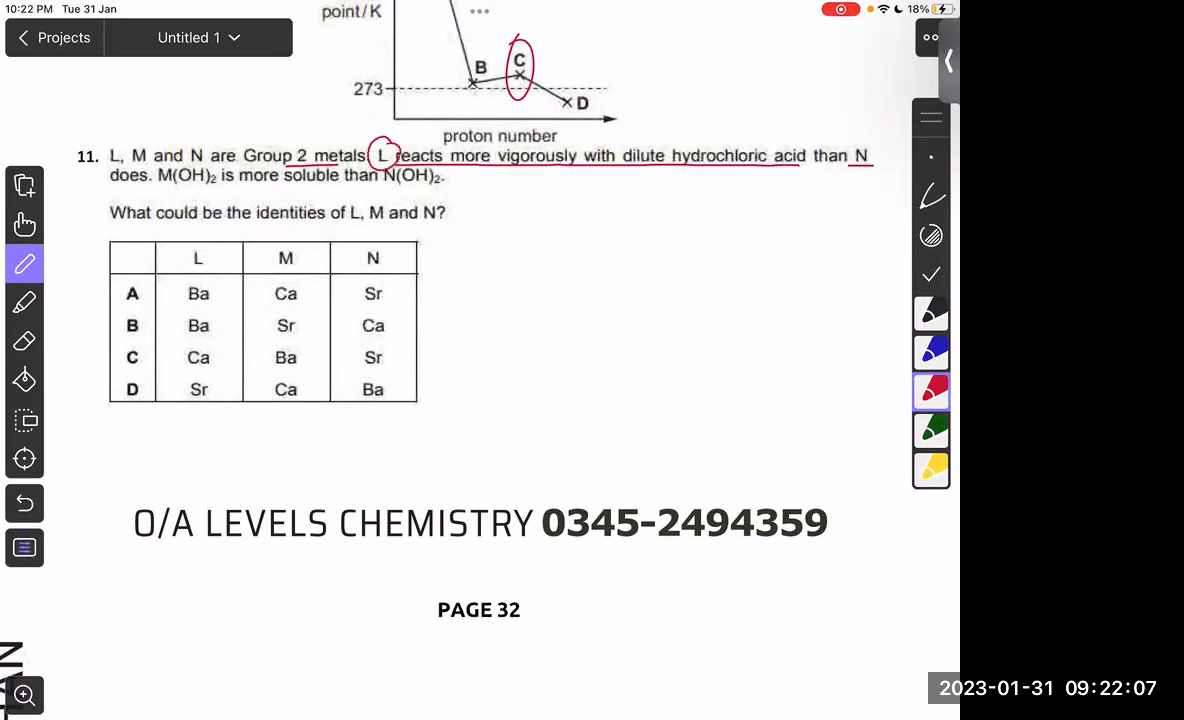 10:22 PM Tue 31 Jan
18%
Projects
Untitled 1
point/K
B
C
273
D
proton number
11. L, M and N are Group 2 metals. L reacts more vigorously with dilute hydrochloric acid than N
does. M(OH)₂ is more soluble than N(OH)₂.
What could be the identities of L, M and N?
L M N
A Ba Ca Sr
B Ba Sr Ca
C Ca Ba Sr
D Sr Ca Ba
O/A LEVELS CHEMISTRY 0345-2494359
PAGE 32
2023-01-31 09:22:07